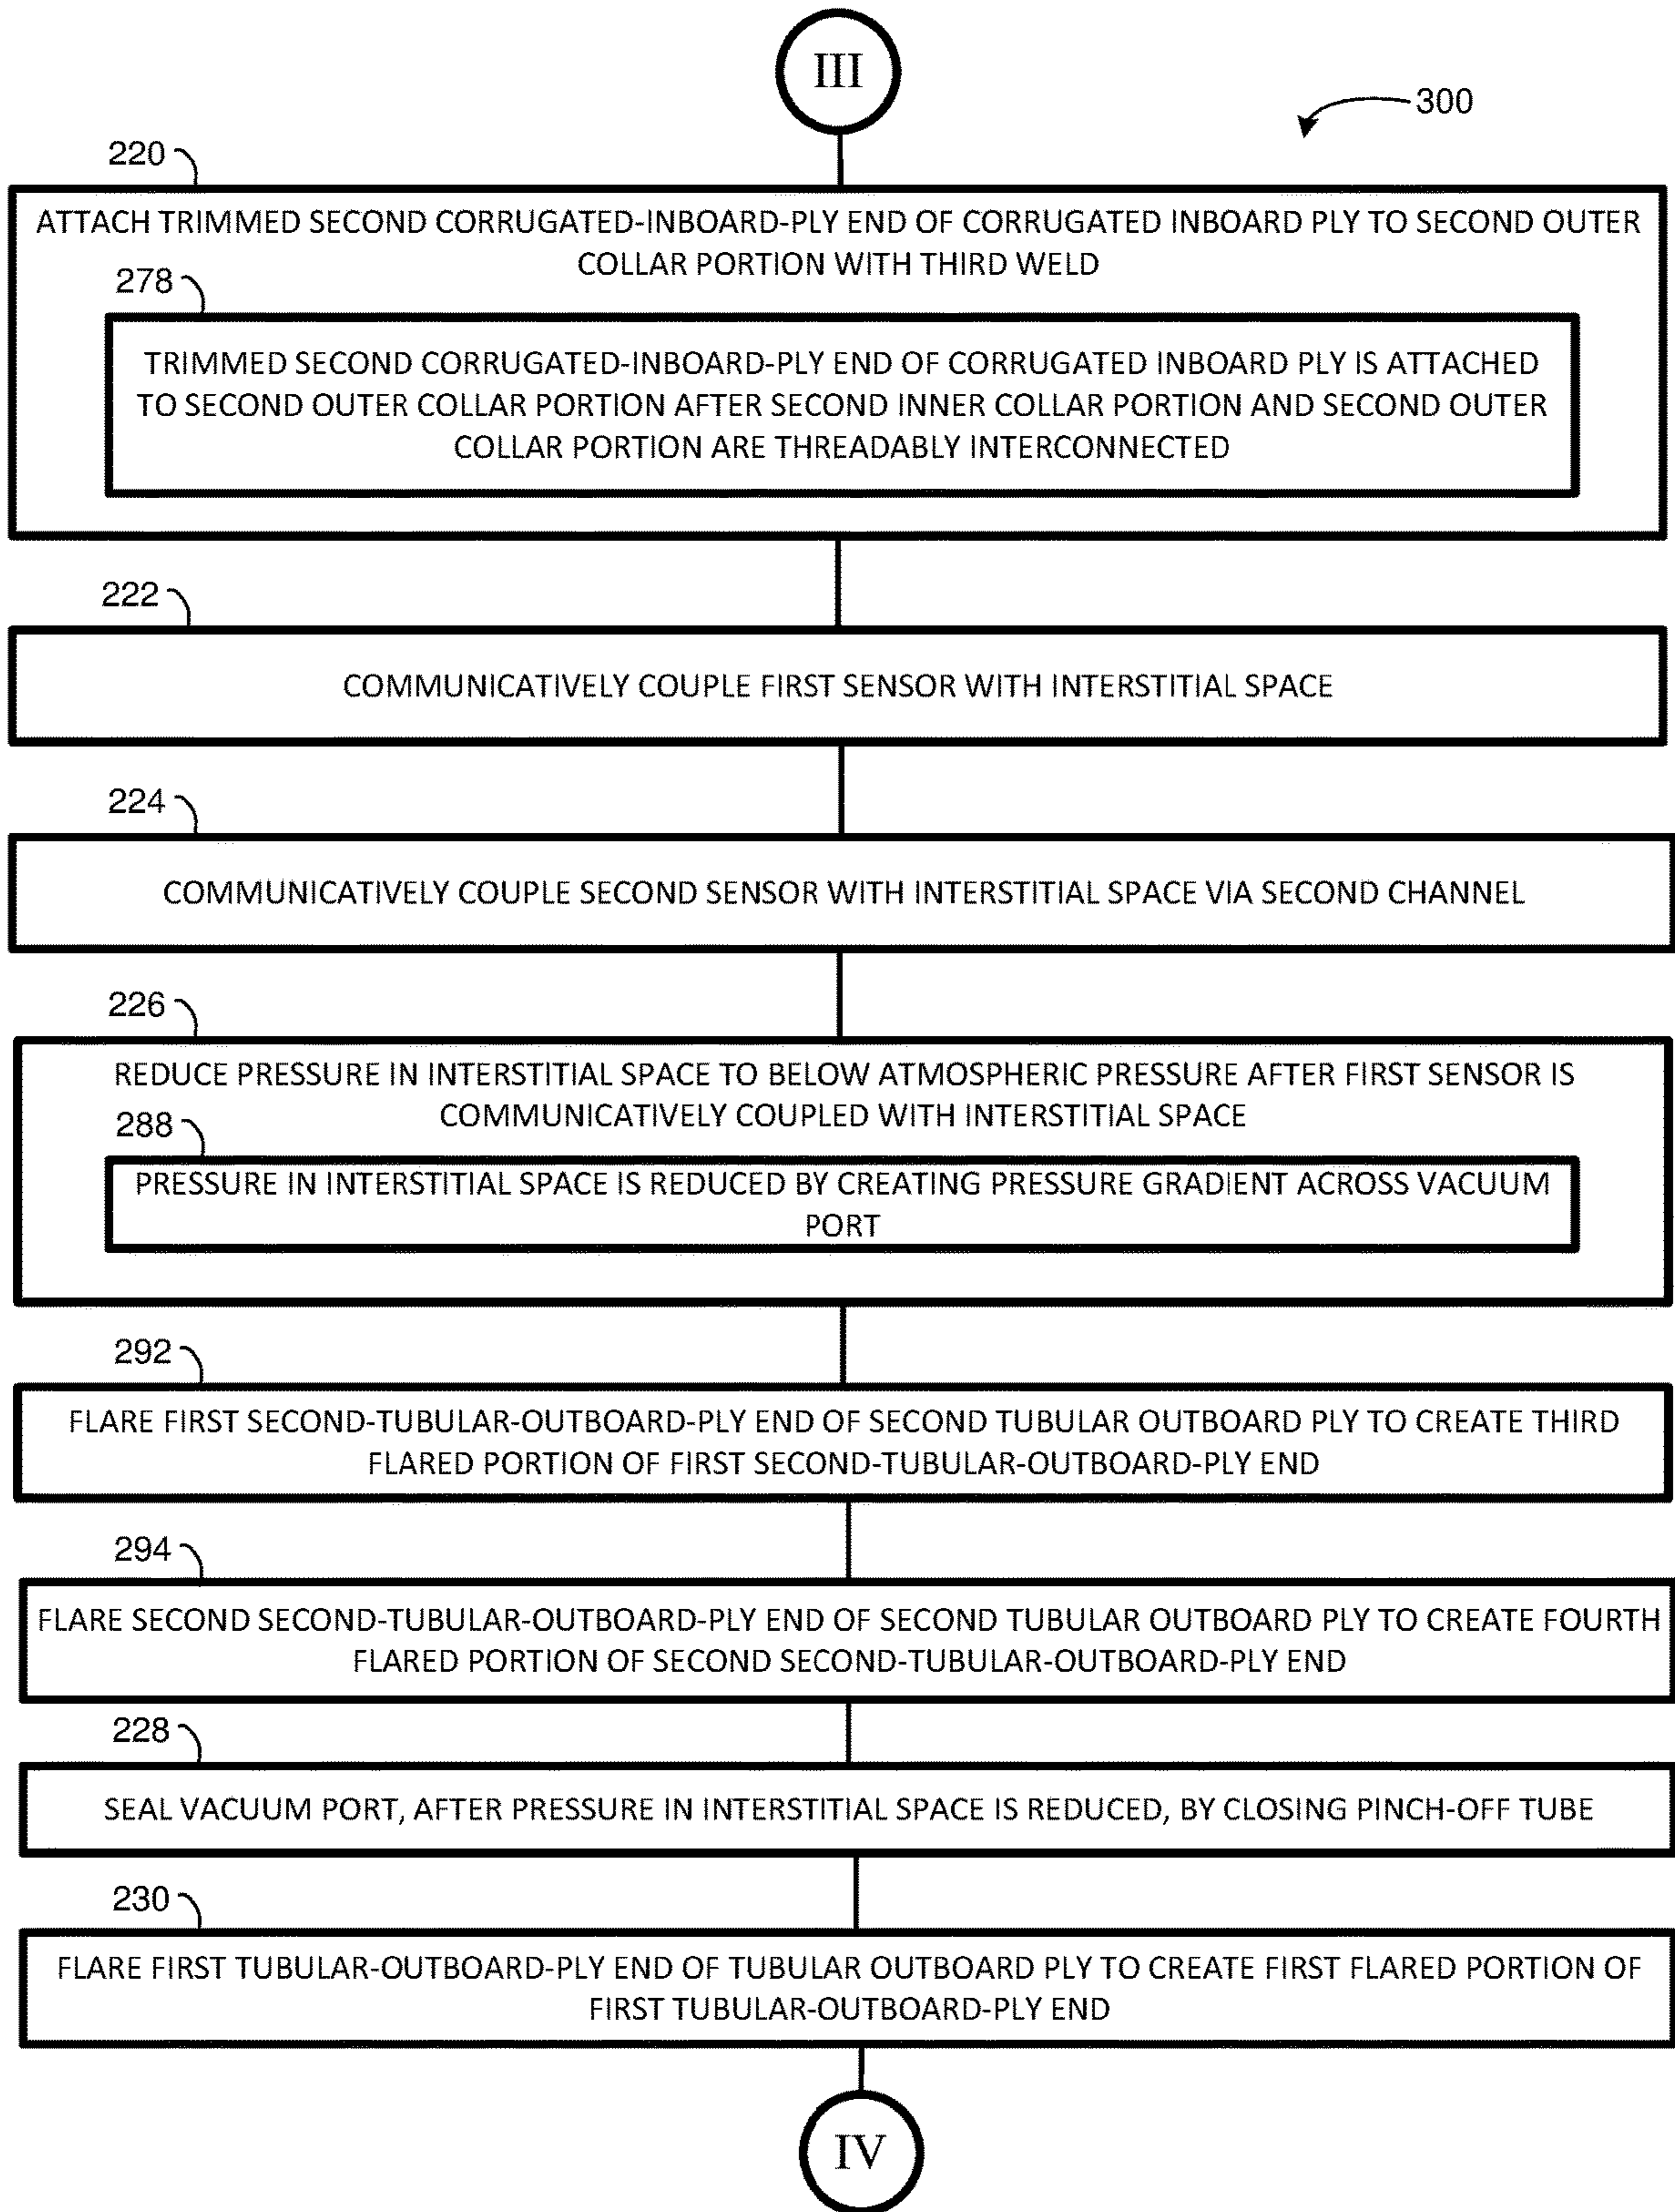 III
300
220
ATTACH TRIMMED SECOND CORRUGATED-INBOARD-PLY END OF CORRUGATED INBOARD PLY TO SECOND OUTER
COLLAR PORTION WITH THIRD WELD
278
TRIMMED SECOND CORRUGATED-INBOARD-PLY END OF CORRUGATED INBOARD PLY IS ATTACHED
TO SECOND OUTER COLLAR PORTION AFTER SECOND INNER COLLAR PORTION AND SECOND OUTER
COLLAR PORTION ARE THREADABLY INTERCONNECTED
222
COMMUNICATIVELY COUPLE FIRST SENSOR WITH INTERSTITIAL SPACE
224
COMMUNICATIVELY COUPLE SECOND SENSOR WITH INTERSTITIAL SPACE VIA SECOND CHANNEL
226
REDUCE PRESSURE IN INTERSTITIAL SPACE TO BELOW ATMOSPHERIC PRESSURE AFTER FIRST SENSOR IS
COMMUNICATIVELY COUPLED WITH INTERSTITIAL SPACE
288
PRESSURE IN INTERSTITIAL SPACE IS REDUCED BY CREATING PRESSURE GRADIENT ACROSS VACUUM
PORT
292
FLARE FIRST SECOND-TUBULAR-OUTBOARD-PLY END OF SECOND TUBULAR OUTBOARD PLY TO CREATE THIRD
FLARED PORTION OF FIRST SECOND-TUBULAR-OUTBOARD-PLY END
294
FLARE SECOND SECOND-TUBULAR-OUTBOARD-PLY END OF SECOND TUBULAR OUTBOARD PLY TO CREATE FOURTH
FLARED PORTION OF SECOND SECOND-TUBULAR-OUTBOARD-PLY END
228
SEAL VACUUM PORT, AFTER PRESSURE IN INTERSTITIAL SPACE IS REDUCED, BY CLOSING PINCH-OFF TUBE
230
FLARE FIRST TUBULAR-OUTBOARD-PLY END OF TUBULAR OUTBOARD PLY TO CREATE FIRST FLARED PORTION OF
FIRST TUBULAR-OUTBOARD-PLY END
IV